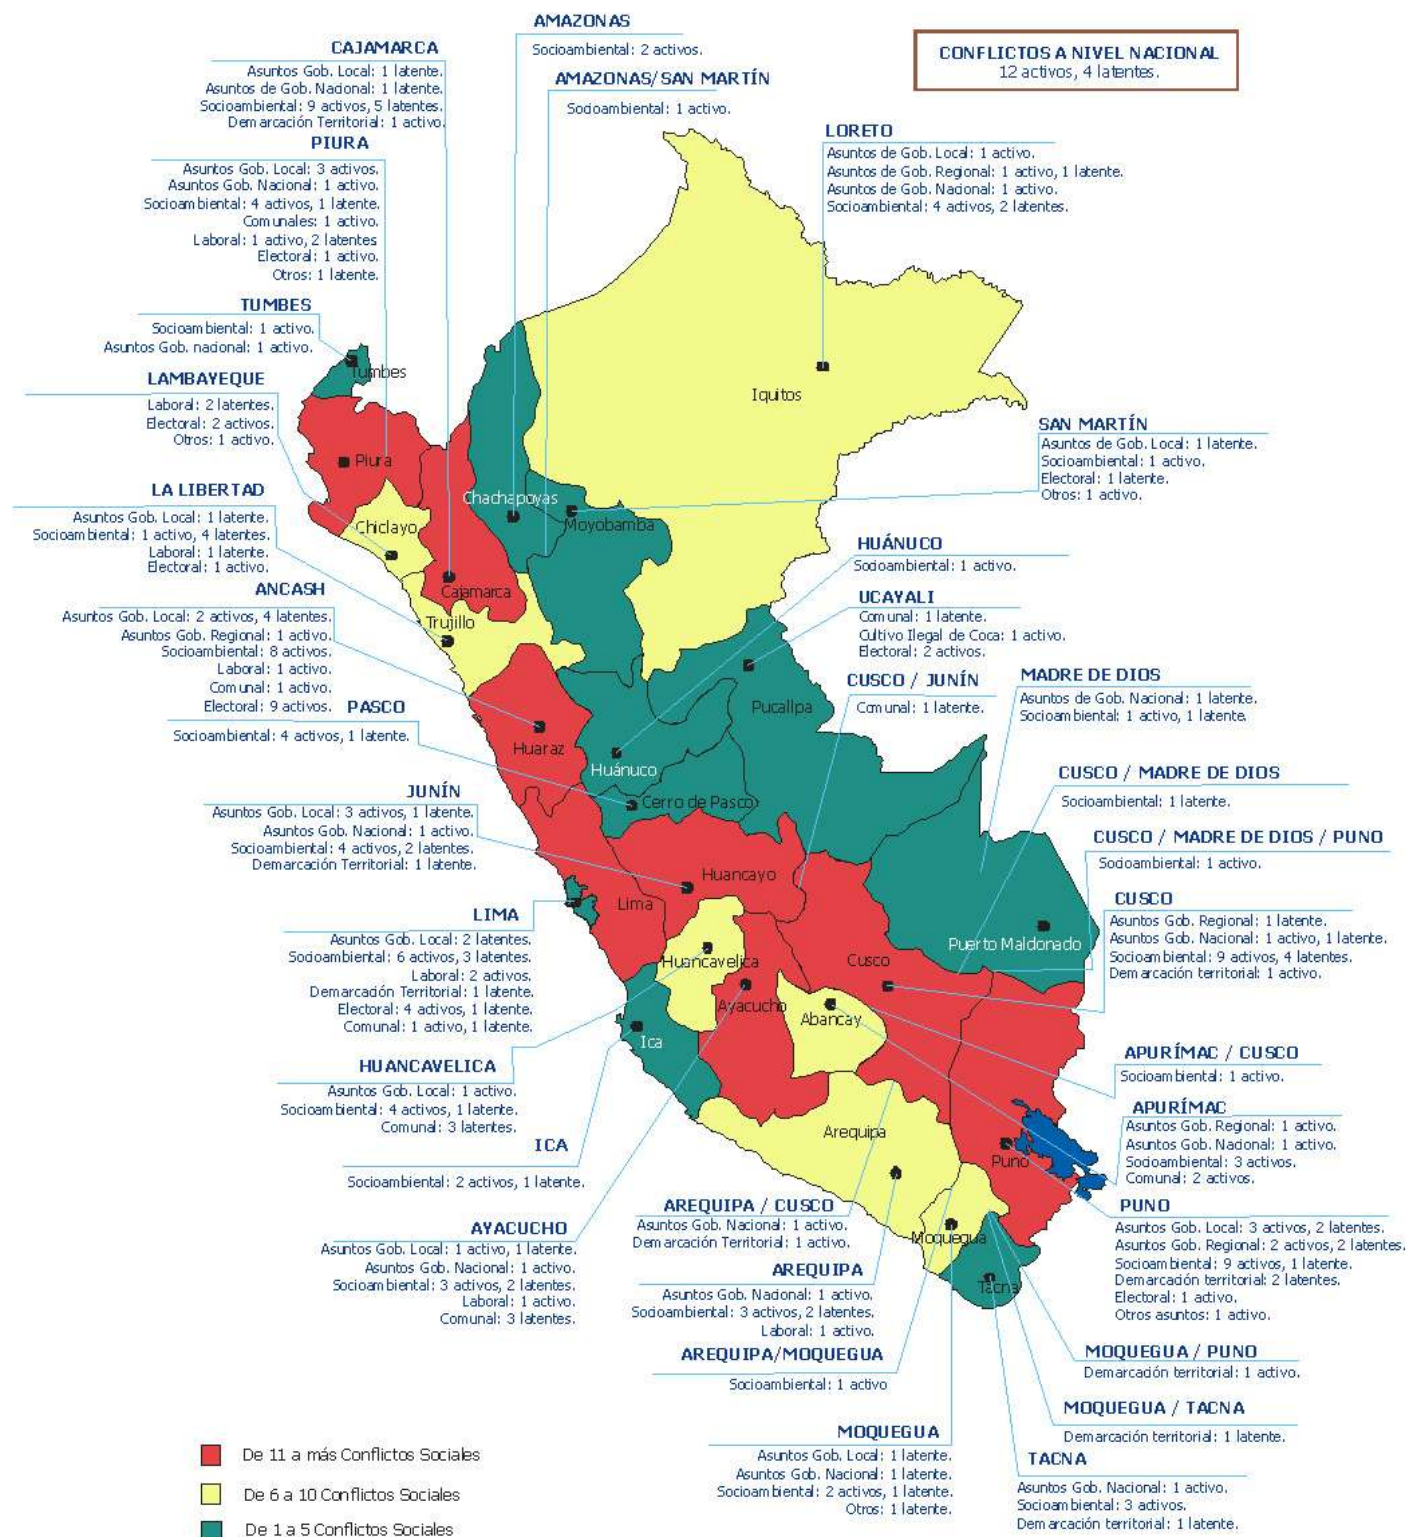 AMAZONAS
Socioambiental: 2 activos.
CONFLICTOS A NIVEL NACIONAL
12 activos, 4 latentes.
CAJAMARCA
Asuntos Gob. Local: 1 latente.
Asuntos de Gob. Nacional: 1 latente.
Socioambiental: 9 activos, 5 latentes.
Demarcación Territorial: 1 activo.
AMAZONAS/SAN MARTÍN
Socioambiental: 1 activo.
PIURA
Asuntos Gob. Local: 3 activos.
Asuntos Gob. Nacional: 1 activo.
Socioambiental: 4 activos, 1 latente.
Comunales: 1 activo.
Laboral: 1 activo, 2 latentes
Electoral: 1 activo.
Otros: 1 latente.
LORETO
Asuntos de Gob. Local: 1 activo.
Asuntos de Gob. Regional: 1 activo, 1 latente.
Asuntos de Gob. Nacional: 1 activo.
Socioambiental: 4 activos, 2 latentes.
TUMBES
Socioambiental: 1 activo.
Asuntos Gob. nacional: 1 activo.
Tumbes
LAMBAYEQUE
Laboral: 2 latentes.
Electoral: 2 activos.
Otros: 1 activo.
Iquitos
SAN MARTÍN
Asuntos de Gob. Local: 1 latente.
Socioambiental: 1 activo.
Electoral: 1 latente.
Otros: 1 activo.
Piura
LA LIBERTAD
Asuntos Gob. Local: 1 latente.
Socioambiental: 1 activo, 4 latentes.
Laboral: 1 latente.
Electoral: 1 activo.
Chachapoyas
Moyobamba
Chiclayo
Cajamarca
Trujillo
HUÁNUCO
Socioambiental: 1 activo.
ANCASH
Asuntos Gob. Local: 2 activos, 4 latentes.
Asuntos Gob. Regional: 1 activo.
Socioambiental: 8 activos.
Laboral: 1 activo.
Comunal: 1 activo.
Electoral: 9 activos.
UCAYALI
Comunal: 1 latente.
Cultivo Ilegal de Coca: 1 activo.
Electoral: 2 activos.
CUSCO / JUNÍN
Comunal: 1 latente.
MADRE DE DIOS
Asuntos de Gob. Nacional: 1 latente.
Socioambiental: 1 activo, 1 latente.
PASCO
Socioambiental: 4 activos, 1 latente.
Pucallpa
Huaraz
Huánuco
Cerro de Pasco
CUSCO / MADRE DE DIOS
Socioambiental: 1 latente.
JUNÍN
Asuntos Gob. Local: 3 activos, 1 latente.
Asuntos Gob. Nacional: 1 activo.
Socioambiental: 4 activos, 2 latentes.
Demarcación Territorial: 1 latente.
CUSCO / MADRE DE DIOS / PUNO
Socioambiental: 1 activo.
Huancayo
Lima
CUSCO
Asuntos Gob. Regional: 1 latente.
Asuntos Gob. Nacional: 1 activo, 1 latente.
Socioambiental: 9 activos, 4 latentes.
Demarcación territorial: 1 activo.
LIMA
Asuntos Gob. Local: 2 latentes.
Socioambiental: 6 activos, 3 latentes.
Laboral: 2 activos.
Demarcación Territorial: 1 latente.
Electoral: 4 activos, 1 latente.
Comunal: 1 activo, 1 latente.
Puerto Maldonado
Huancavelica
Cusco
Ayacucho
Abancay
Ica
HUANCAVELICA
Asuntos Gob. Local: 1 activo.
Socioambiental: 4 activos, 1 latente.
Comunal: 3 latentes.
APURÍMAC / CUSCO
Socioambiental: 1 activo.
APURÍMAC
Asuntos Gob. Regional: 1 activo.
Asuntos Gob. Nacional: 1 activo.
Socioambiental: 3 activos.
Comunal: 2 activos.
Arequipa
Puno
ICA
Socioambiental: 2 activos, 1 latente.
PUNO
Asuntos Gob. Local: 3 activos, 2 latentes.
Asuntos Gob. Regional: 2 activos, 2 latentes.
Socioambiental: 9 activos, 1 latente.
Demarcación territorial: 2 latentes.
Electoral: 1 activo.
Otros asuntos: 1 activo.
AYACUCHO
Asuntos Gob. Local: 1 activo, 1 latente.
Asuntos Gob. Nacional: 1 activo.
Socioambiental: 3 activos, 2 latentes.
Laboral: 1 activo.
Comunal: 3 latentes.
AREQUIPA / CUSCO
Asuntos Gob. Nacional: 1 activo.
Demarcación Territorial: 1 activo.
Moquegua
Tacna
AREQUIPA
Asuntos Gob. Nacional: 1 activo.
Socioambiental: 3 activos, 2 latentes.
Laboral: 1 activo.
AREQUIPA/MOQUEGUA
Socioambiental: 1 activo
MOQUEGUA / PUNO
Demarcación territorial: 1 activo.
MOQUEGUA / TACNA
Demarcación territorial: 1 latente.
MOQUEGUA
Asuntos Gob. Local: 1 latente.
Asuntos Gob. Nacional: 1 latente.
Socioambiental: 2 activos, 1 latente.
Otros: 1 latente.
TACNA
Asuntos Gob. Nacional: 1 activo.
Socioambiental: 3 activos.
Demarcación territorial: 1 latente.
De 11 a más Conflictos Sociales
De 6 a 10 Conflictos Sociales
De 1 a 5 Conflictos Sociales